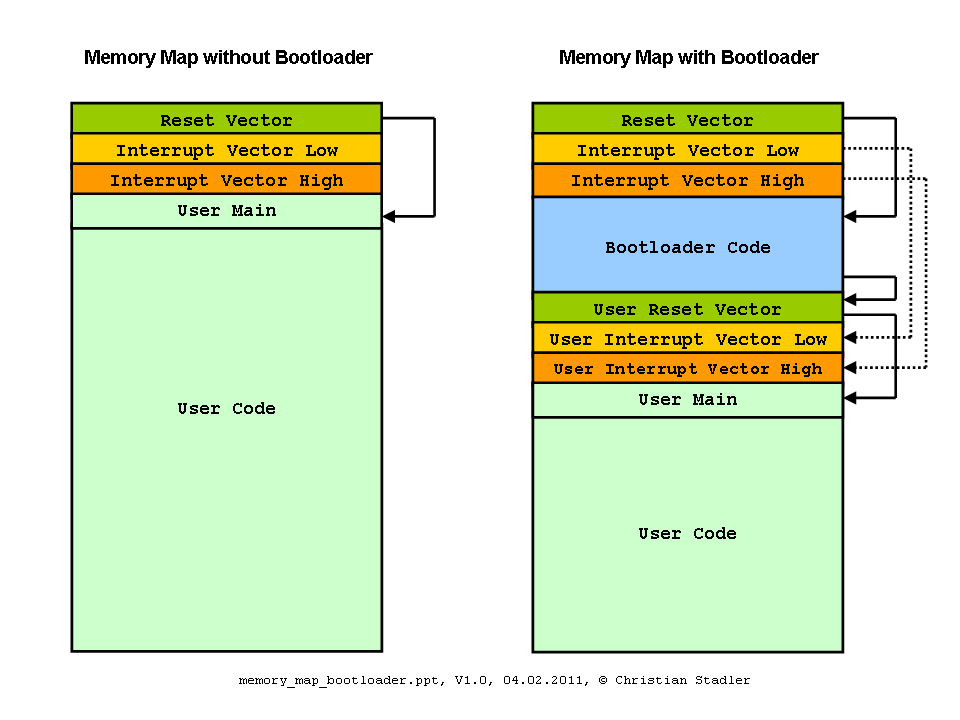 Memory Map without Bootloader
Reset Vector
Interrupt Vector Low
Interrupt Vector High
User Main
User Code
Memory Map with Bootloader
Reset Vector
Interrupt Vector Low
Interrupt Vector High
Bootloader Code
User Reset Vector
User Interrupt Vector Low
User Interrupt Vector High
User Main
User Code
memory_map_bootloader.ppt, V1.0, 04.02.2011, © Christian Stadler